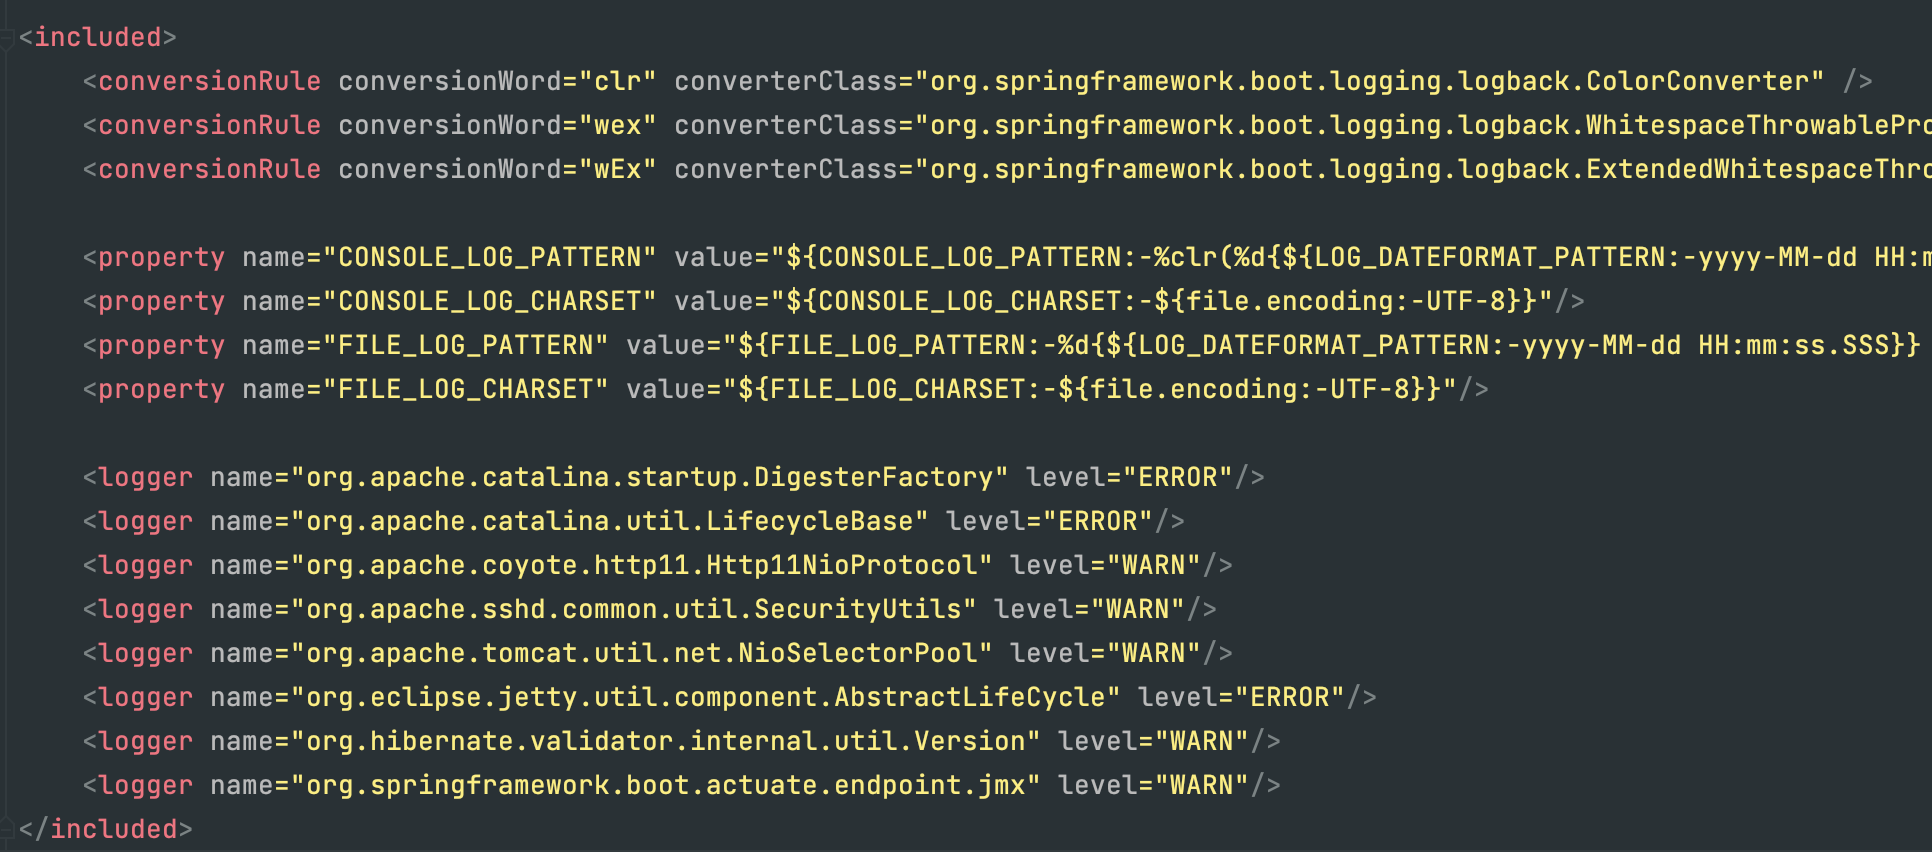 <included>
<conversionRule conversionWord="clr" converterClass="org.springframework.boot.logging.logback.ColorConverter" />
<conversionRule conversionWord="wex" converterClass="org.springframework.boot.logging.logback.WhitespaceThrowablePro
<conversionRule conversionWord="wEx" converterClass="org.springframework.boot.logging.logback.ExtendedWhitespaceThro
<property name="CONSOLE_LOG_PATTERN" value="${CONSOLE_LOG_PATTERN:-%clr(%d{${LOG_DATEFORMAT_PATTERN:-yyyy-MM-dd HH:m
<property name="CONSOLE_LOG_CHARSET" value="${CONSOLE_LOG_CHARSET:-${file.encoding:-UTF-8}}"/>
<property name="FILE_LOG_PATTERN" value="${FILE_LOG_PATTERN:-%d{${LOG_DATEFORMAT_PATTERN:-yyyy-MM-dd HH:mm:ss.SSS}}
<property name="FILE_LOG_CHARSET" value="${FILE_LOG_CHARSET:-${file.encoding:-UTF-8}}"/>
<logger name="org.apache.catalina.startup.DigesterFactory" level="ERROR"/>
<logger name="org.apache.catalina.util.LifecycleBase" level="ERROR"/>
<logger name="org.apache.coyote.http11.Http11NioProtocol" level="WARN"/>
<logger name="org.apache.sshd.common.util.SecurityUtils" level="WARN"/>
<logger name="org.apache.tomcat.util.net.NioSelectorPool" level="WARN"/>
<logger name="org.eclipse.jetty.util.component.AbstractLifeCycle" level="ERROR"/>
<logger name="org.hibernate.validator.internal.util.Version" level="WARN"/>
<logger name="org.springframework.boot.actuate.endpoint.jmx" level="WARN"/>
</included>